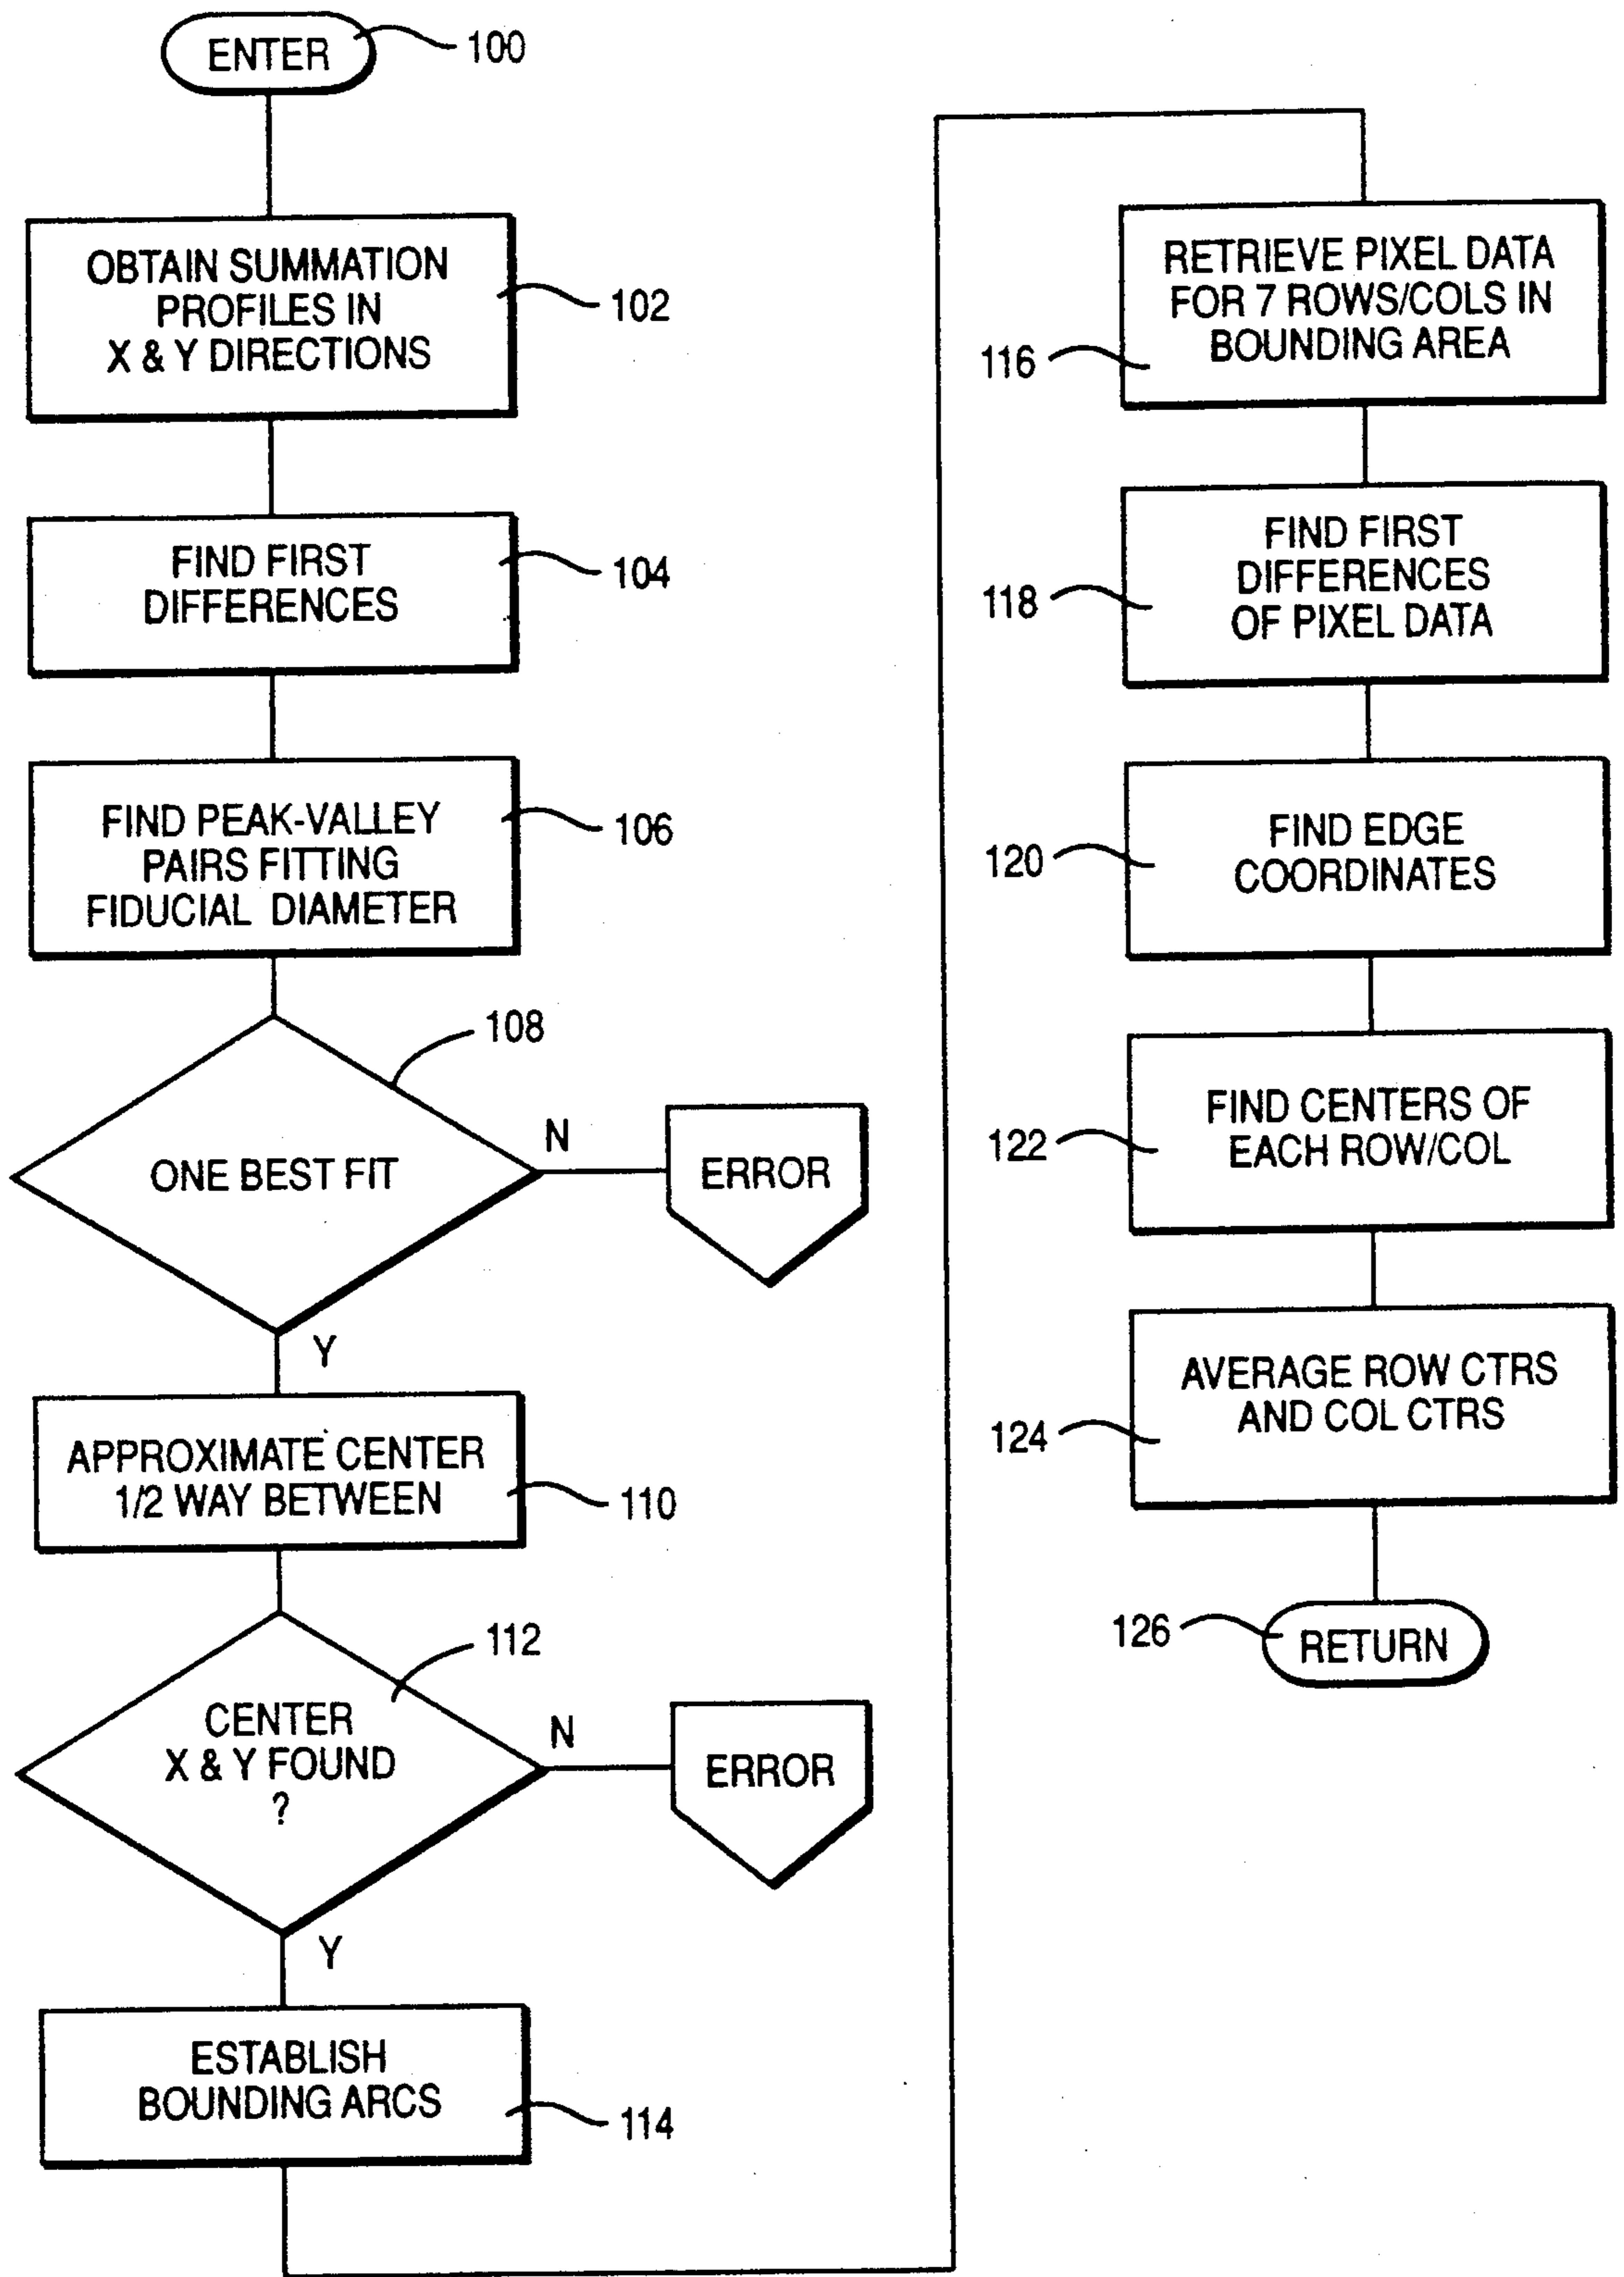 ENTER
100
OBTAIN SUMMATION
PROFILES IN
X & Y DIRECTIONS
102
FIND FIRST
DIFFERENCES
104
FIND PEAK-VALLEY
PAIRS FITTING
FIDUCIAL DIAMETER
106
108
ONE BEST FIT
N
ERROR
Y
APPROXIMATE CENTER
1/2 WAY BETWEEN
110
112
CENTER
X & Y FOUND
?
N
ERROR
Y
ESTABLISH
BOUNDING ARCS
114
RETRIEVE PIXEL DATA
FOR 7 ROWS/COLS IN
BOUNDING AREA
116
FIND FIRST
DIFFERENCES
OF PIXEL DATA
118
FIND EDGE
COORDINATES
120
FIND CENTERS OF
EACH ROW/COL
122
AVERAGE ROW CTRS
AND COL CTRS
124
126
RETURN